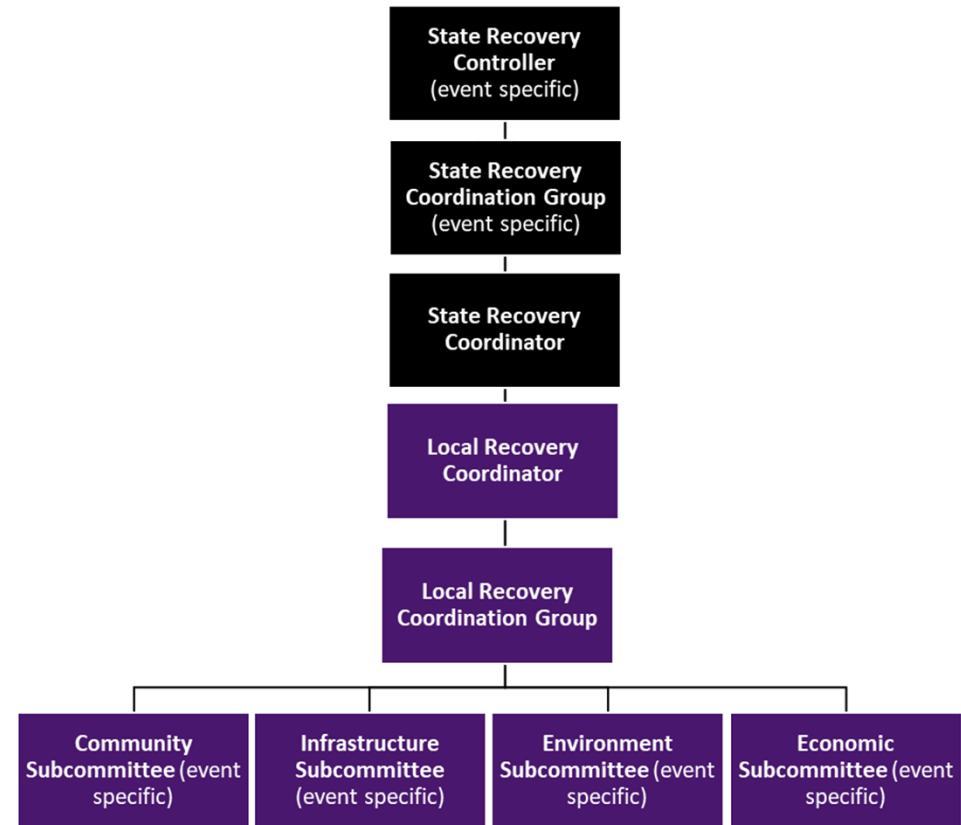 State Recovery
Controller
(event specific)
State Recovery
Coordination Group
(event specific)
State Recovery
Coordinator
Local Recovery
Coordinator
Local Recovery
Coordination Group
Community
Subcommittee (event
specific)
Infrastructure
Subcommittee
(event specific)
Environment
Subcommittee (event
specific)
Economic
Subcommittee (event
specific)